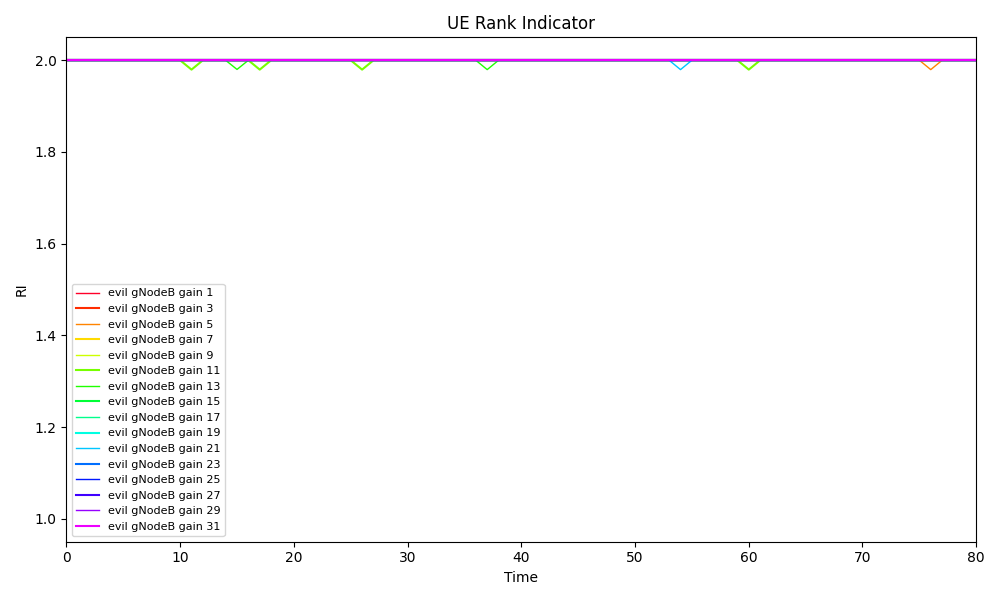 UE Rank Indicator
RI
2.0
1.8
1.6
1.4
1.2
1.0
evil gNodeB gain 1
evil gNodeB gain 3
evil gNodeB gain 5
evil gNodeB gain 7
evil gNodeB gain 9
evil gNodeB gain 11
evil gNodeB gain 13
evil gNodeB gain 15
evil gNodeB gain 17
evil gNodeB gain 19
evil gNodeB gain 21
evil gNodeB gain 23
evil gNodeB gain 25
evil gNodeB gain 27
evil gNodeB gain 29
evil gNodeB gain 31
0 10 20 30 40 50 60 70 80
Time